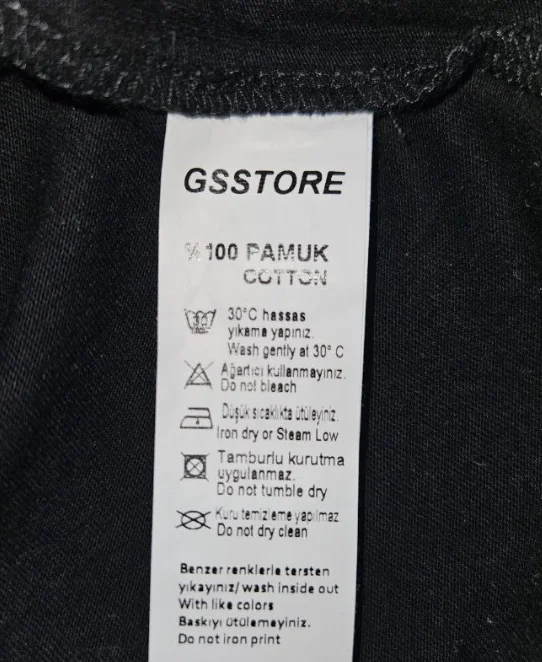 GSSTORE
%100 PAMUK
COTTON
30°C hassas
yıkama yapınız.
Wash gently at 30° C
Ağartıcı kullanmayınız.
Do not bleach
Düşük sıcaklıkta ütüleyiniz.
Iron dry or Steam Low
Tamburlu kurutma
uygulanmaz.
Do not tumble dry
Kuru temizleme yapılmaz.
Do not dry clean
Benzer renklerle tersten
yıkayınız/ wash inside out
With like colors
Baskıyı ütülemeyiniz.
Do not iron print